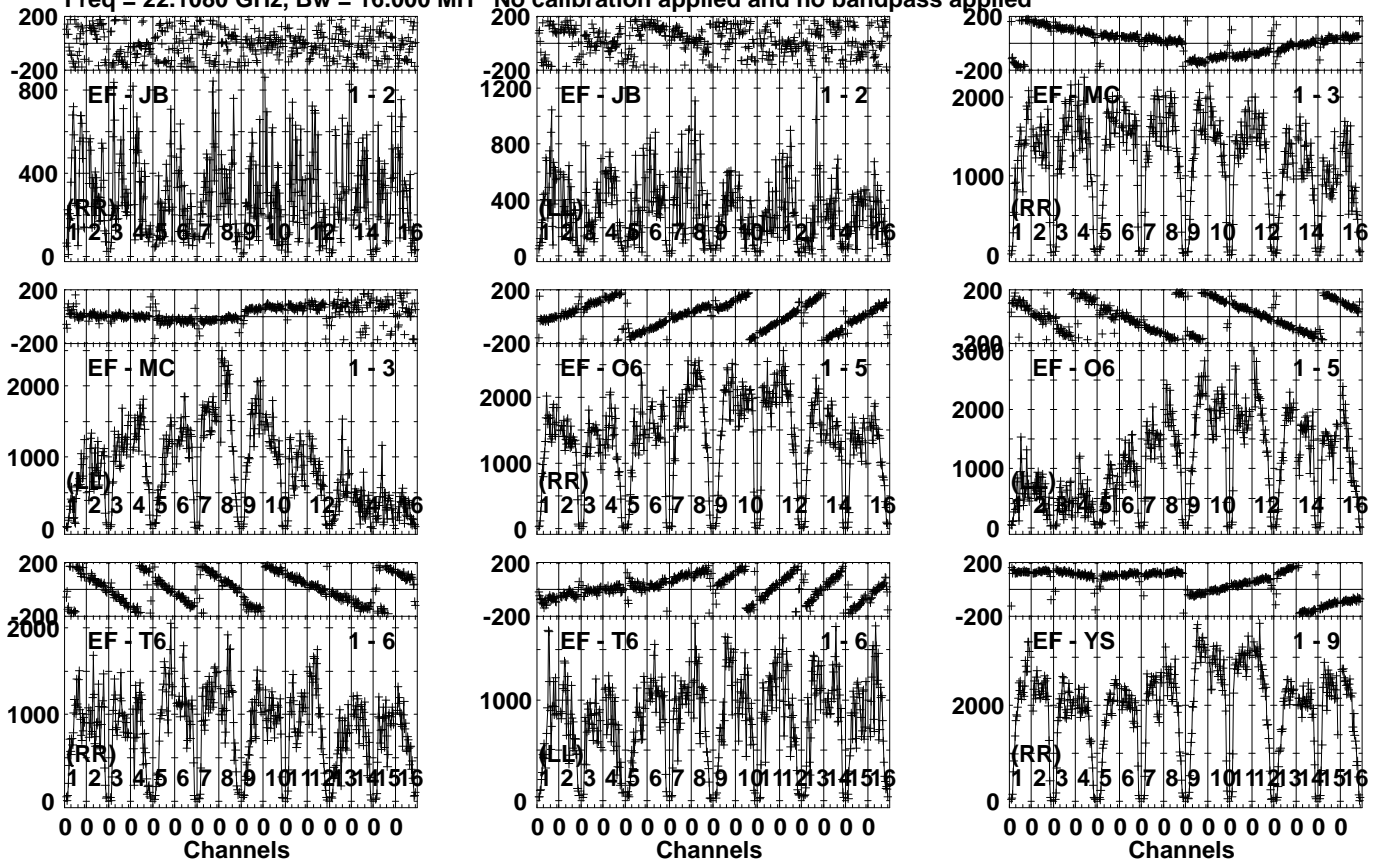 Freq = 22.1080 GHz, Bw = 16.000 MH No calibration applied and no bandpass applied
200 200 200
-200 -200 -200
EF - JB 1 - 2 EF - JB 1 - 2 EF - MC 1 - 3
800 1200 2000
400 800 1000
0 400 0
0
(RR) (LL) (RR)
1 2 3 4 5 6 7 8 9 10 12 14 16 1 2 3 4 5 6 7 8 9 10 12 14 16 1 2 3 4 5 6 7 8 9 10 12 14 16
200 200 200
-200 -200 -200
EF - MC 1 - 3 EF - O6 1 - 5 EF - O6 1 - 5
3000
2000 2000 2000
1000 1000 1000
0 0 0
(LL) (RR) (LL)
1 2 3 4 5 6 7 8 9 10 12 14 16 1 2 3 4 5 6 7 8 9 10 12 14 16 1 2 3 4 5 6 7 8 9 10 12 14 16
200 200 200
-200 -200 -200
EF - T6 1 - 6 EF - T6 1 - 6 EF - YS 1 - 9
2000
1000 1000 2000
0 0 0
(RR) (LL) (RR)
1 2 3 4 5 6 7 8 9 10 11 12 13 14 15 16 1 2 3 4 5 6 7 8 9 10 11 12 13 14 15 16 1 2 3 4 5 6 7 8 9 10 11 12 13 14 15 16
0 0 0 0 0 0 0 0 0 0 0 0 0 0 0 0 0 0 0 0 0 0 0 0 0 0 0 0 0 0 0 0 0 0 0 0 0 0 0 0 0 0 0 0 0 0 0 0
Channels Channels Channels